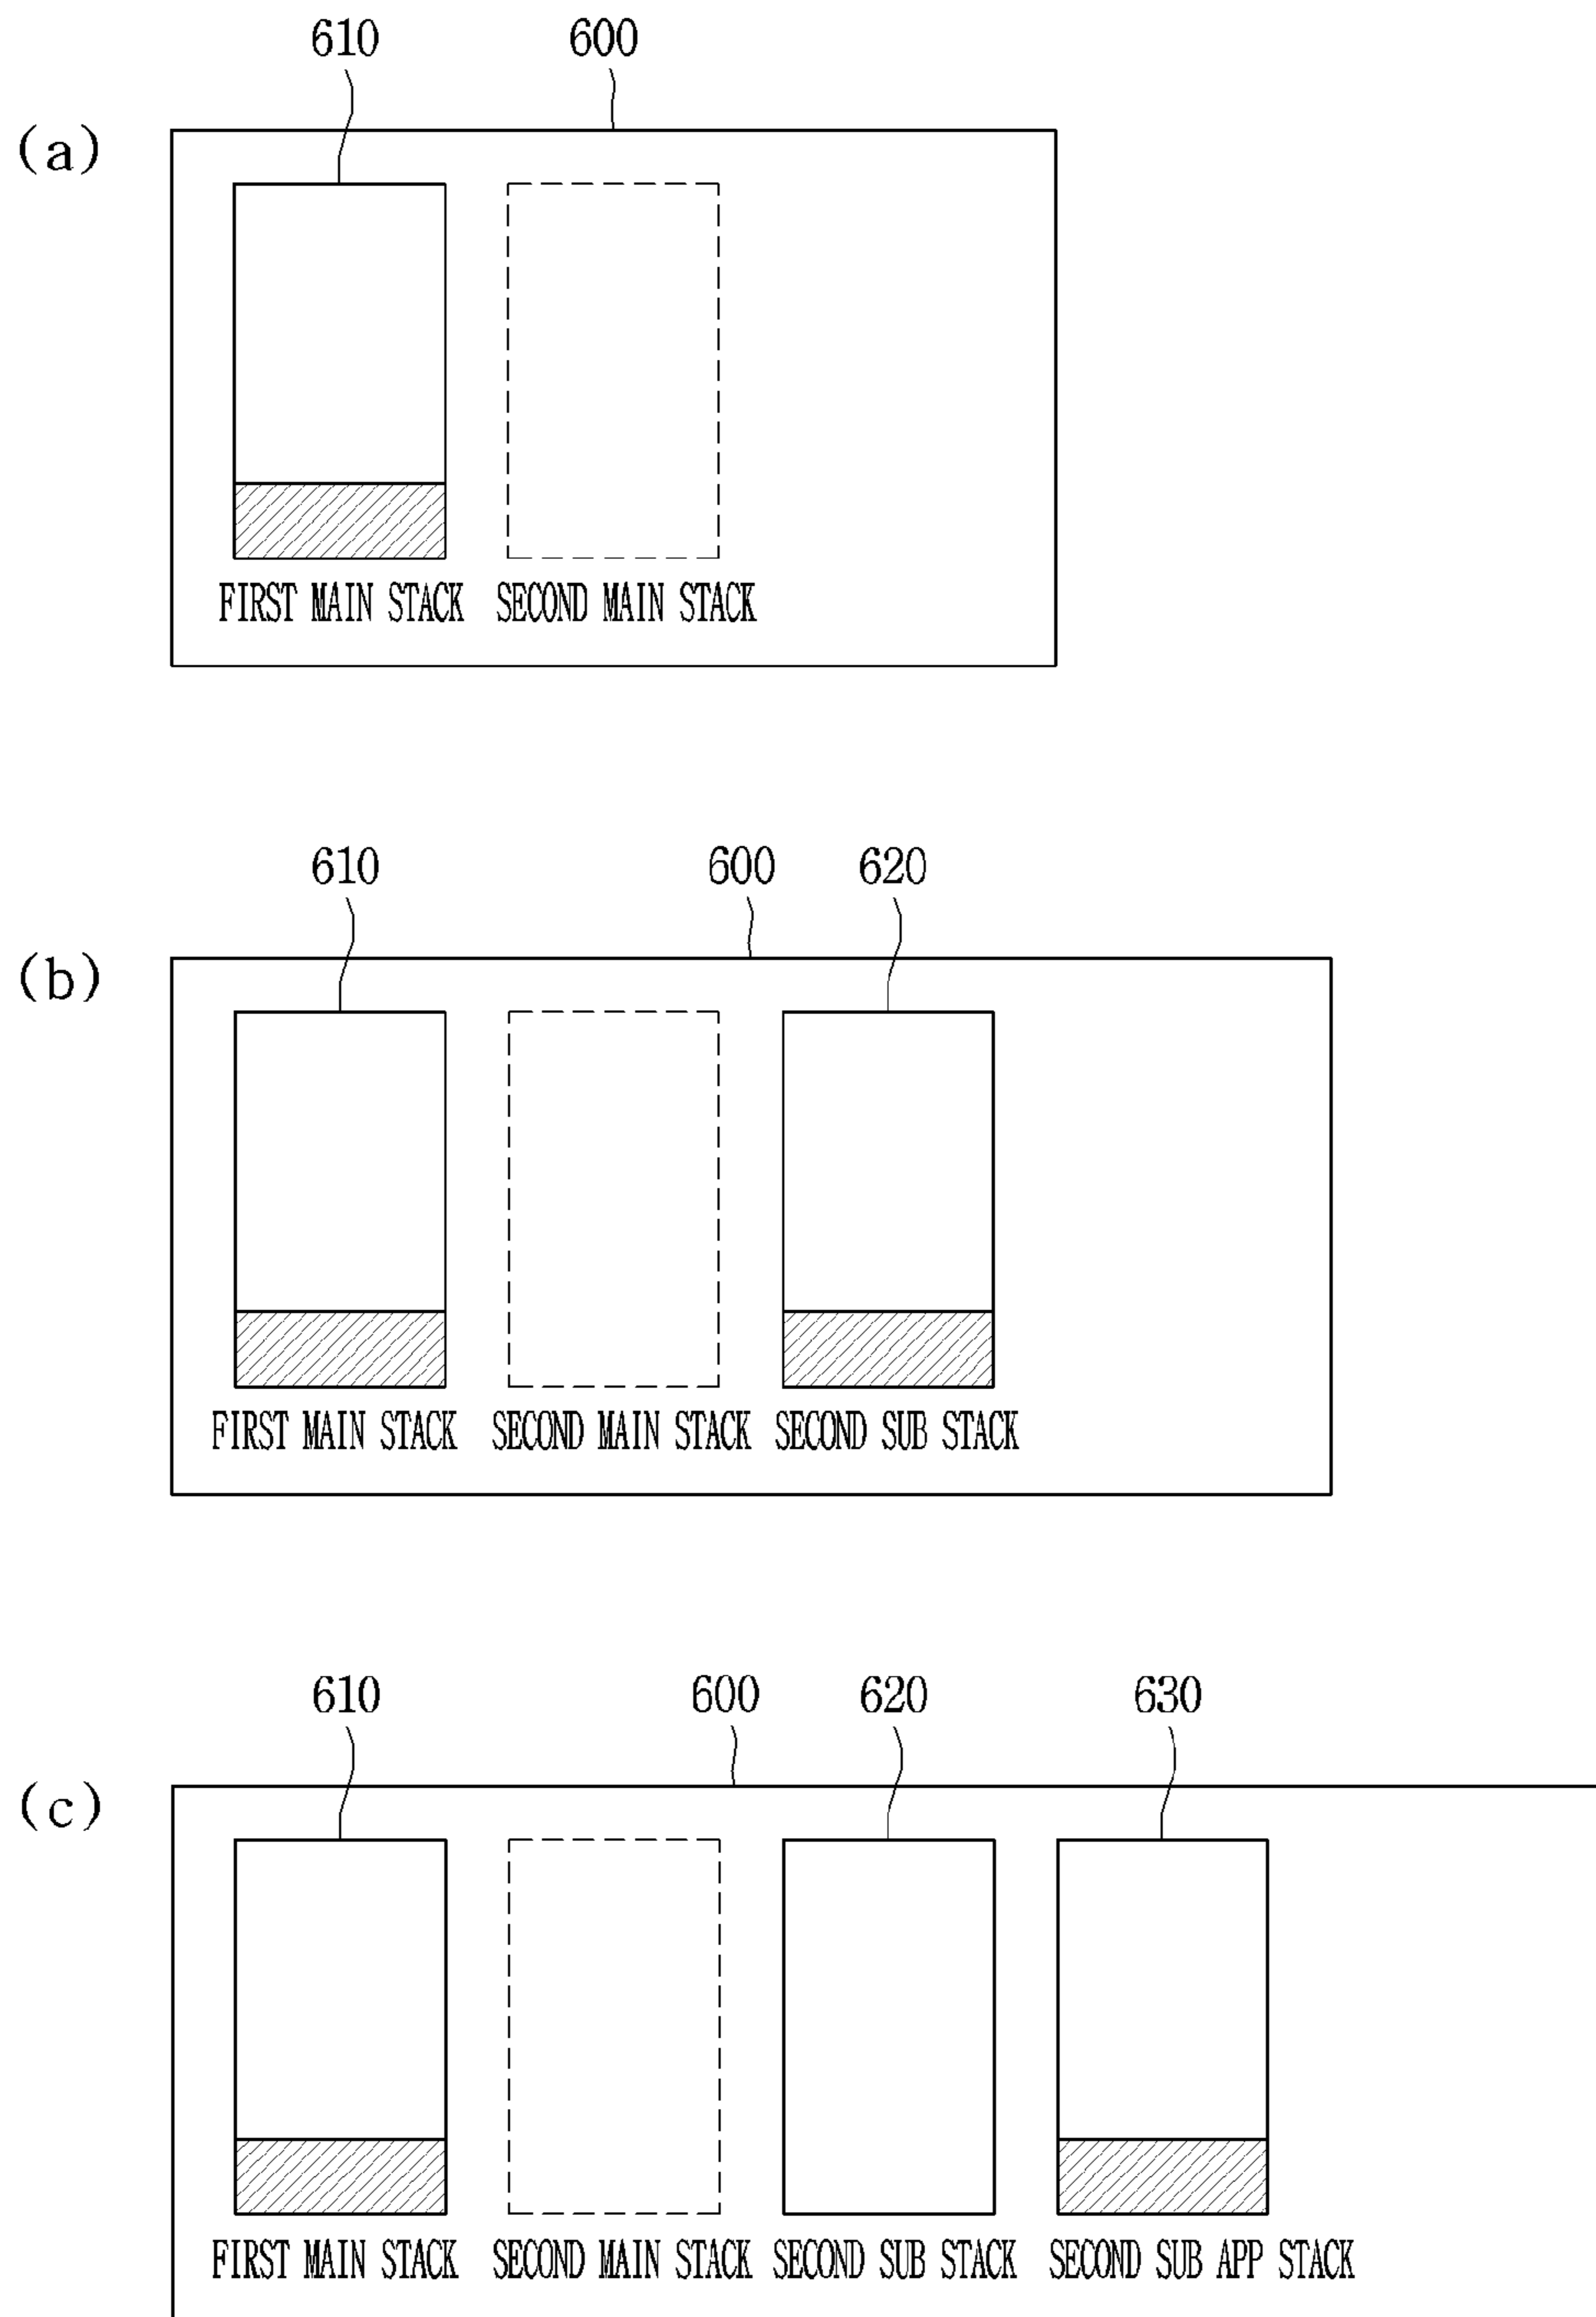 610 600
(a)
FIRST MAIN STACK SECOND MAIN STACK
610 600 620
(b)
FIRST MAIN STACK SECOND MAIN STACK SECOND SUB STACK
610 600 620 630
(c)
FIRST MAIN STACK SECOND MAIN STACK SECOND SUB STACK SECOND SUB APP STACK